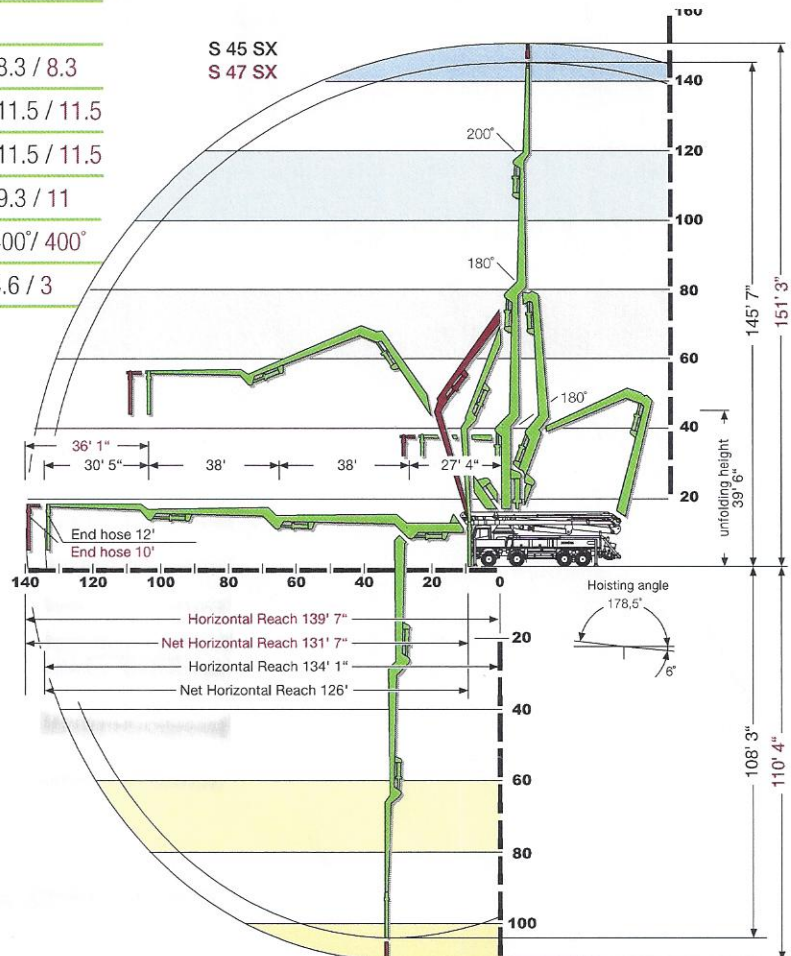 160
S 45 SX
S 47 SX
8.3 / 8.3
11.5 / 11.5
11.5 / 11.5
9.3 / 11
400°
3
140
200°
120
100
180°
80
145' 7"
151' 3"
60
180°
40
36' 1"
30' 5"
38'
38'
27' 4"
unfolding height
39' 6"
20
End hose 12'
End hose 10'
140
120
100
80
60
40
20
0
Hoisting angle
178,5°
6°
Horizontal Reach 139' 7"
Net Horizontal Reach 131' 7"
Horizontal Reach 134' 1"
Net Horizontal Reach 126'
20
40
60
80
100
108' 3"
110' 4"